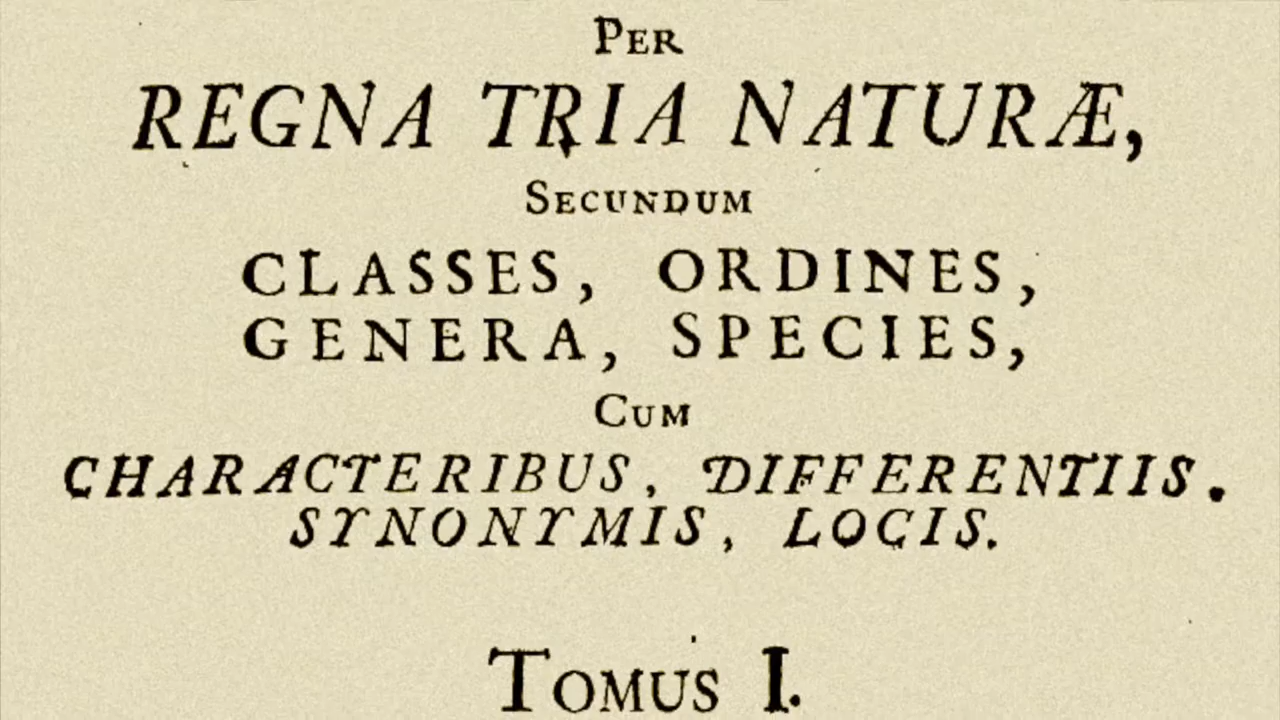 PER
REGNA TRIA NATURÆ,
SECUNDUM
CLASSES, ORDINES,
GENERA, SPECIES,
CUM
CHARACTERIBUS, DIFFERENTIIS.
SYNONYMIS, LOCIS.
TOMUS I.